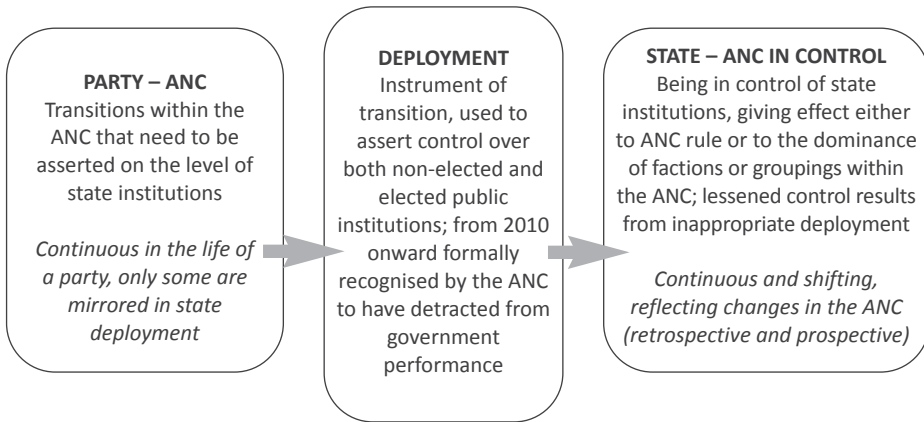 PARTY – ANC
Transitions within the
ANC that need to be
asserted on the level of
state institutions
Continuous in the life of
a party, only some are
mirrored in state
deployment
DEPLOYMENT
Instrument of
transition, used to
assert control over
both non-elected and
elected public
institutions; from 2010
onward formally
recognised by the ANC
to have detracted from
government
performance
STATE – ANC IN CONTROL
Being in control of state
institutions, giving effect either
to ANC rule or to the dominance
of factions or groupings within
the ANC; lessened control results
from inappropriate deployment
Continuous and shifting,
reflecting changes in the ANC
(retrospective and prospective)